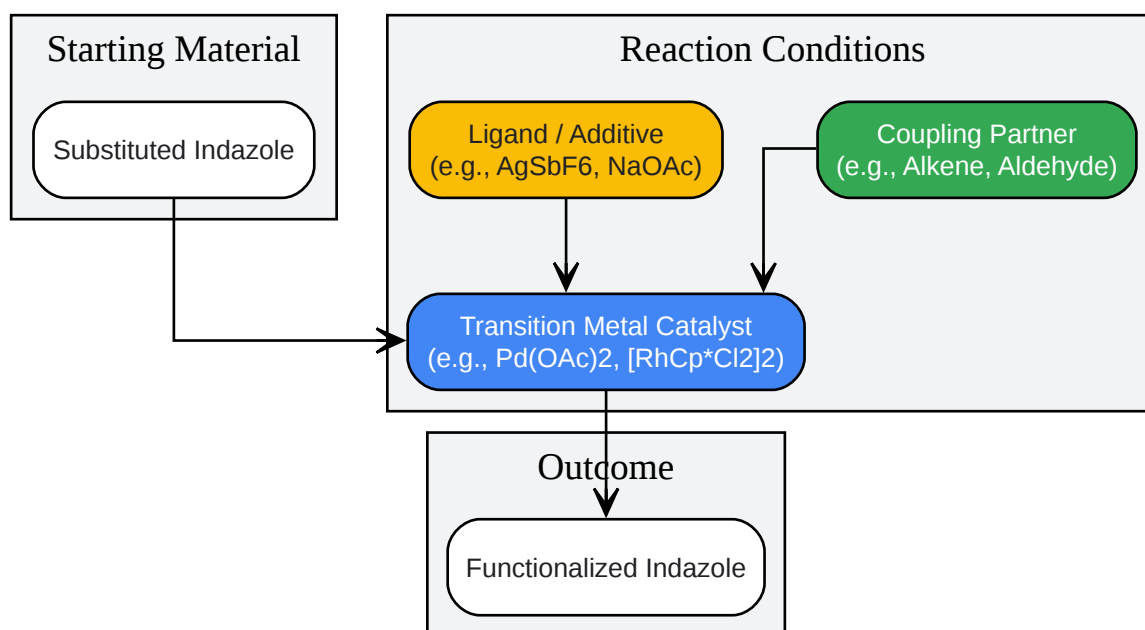 Starting Material
Substituted Indazole
Reaction Conditions
Ligand / Additive
(e.g., AgSbF6, NaOAc)
Coupling Partner
(e.g., Alkene, Aldehyde)
Transition Metal Catalyst
(e.g., Pd(OAc)2, [RhCp*Cl2]2)
Outcome
Functionalized Indazole